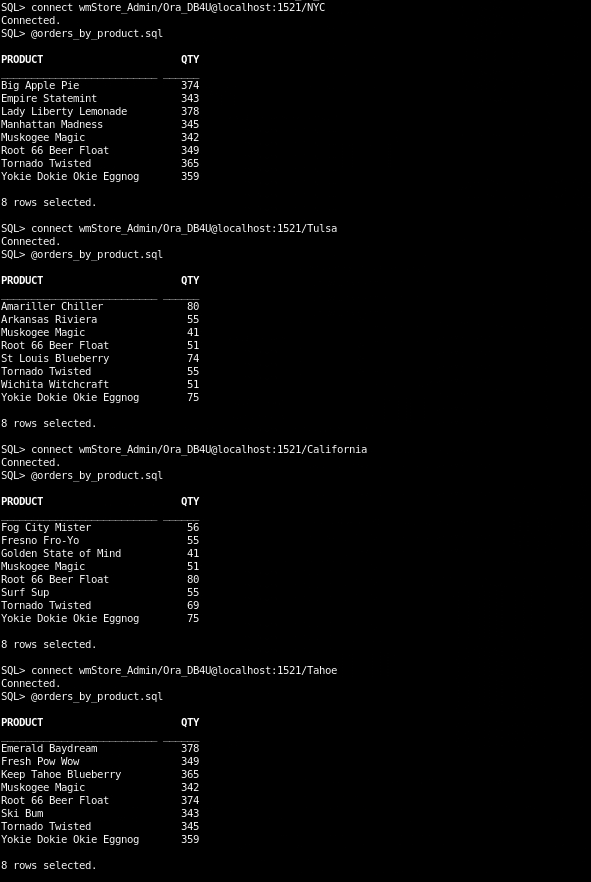 SQL> connect wmStore_Admin/Ora_DB4U@localhost:1521/NYC
Connected.
SQL> @orders_by_product.sql
PRODUCT QTY
Big Apple Pie 374
Empire Statemint 343
Lady Liberty Lemonade 378
Manhattan Madness 345
Muskogee Magic 342
Root 66 Beer Float 349
Tornado Twisted 365
Yokie Dokie Okie Eggnog 359
8 rows selected.
SQL> connect wmStore_Admin/Ora_DB4U@localhost:1521/Tulsa
Connected.
SQL> @orders_by_product.sql
PRODUCT QTY
Amariller Chiller 80
Arkansas Riviera 55
Muskogee Magic 41
Root 66 Beer Float 51
St Louis Blueberry 74
Tornado Twisted 55
Wichita Witchcraft 51
Yokie Dokie Okie Eggnog 75
8 rows selected.
SQL> connect wmStore_Admin/Ora_DB4U@localhost:1521/California
Connected.
SQL> @orders_by_product.sql
PRODUCT QTY
Fog City Mister 56
Fresno Fro-Yo 55
Golden State of Mind 41
Muskogee Magic 51
Root 66 Beer Float 80
Surf Sup 55
Tornado Twisted 69
Yokie Dokie Okie Eggnog 75
8 rows selected.
SQL> connect wmStore_Admin/Ora_DB4U@localhost:1521/Tahoe
Connected.
SQL> @orders_by_product.sql
PRODUCT QTY
Emerald Baydream 378
Fresh Pow Wow 349
Keep Tahoe Blueberry 365
Muskogee Magic 342
Root 66 Beer Float 374
Ski Bum 343
Tornado Twisted 345
Yokie Dokie Okie Eggnog 359
8 rows selected.